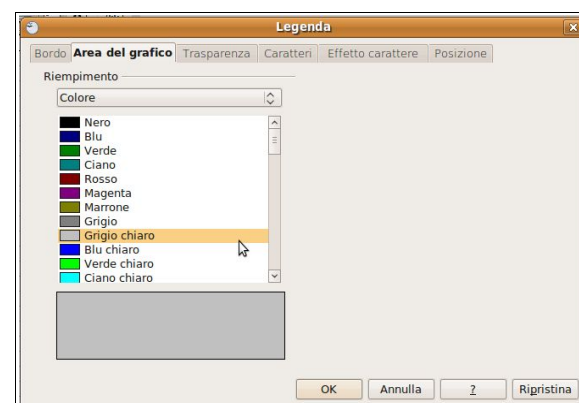 Legenda
Bordo Area del grafico Trasparenza Caratteri Effetto carattere Posizione
Riempimento
Colore
Nero
Blu
Verde
Ciano
Rosso
Magenta
Marrone
Grigio
Grigio chiaro
Blu chiaro
Verde chiaro
Ciano chiaro
OK Annulla ? Ripristina